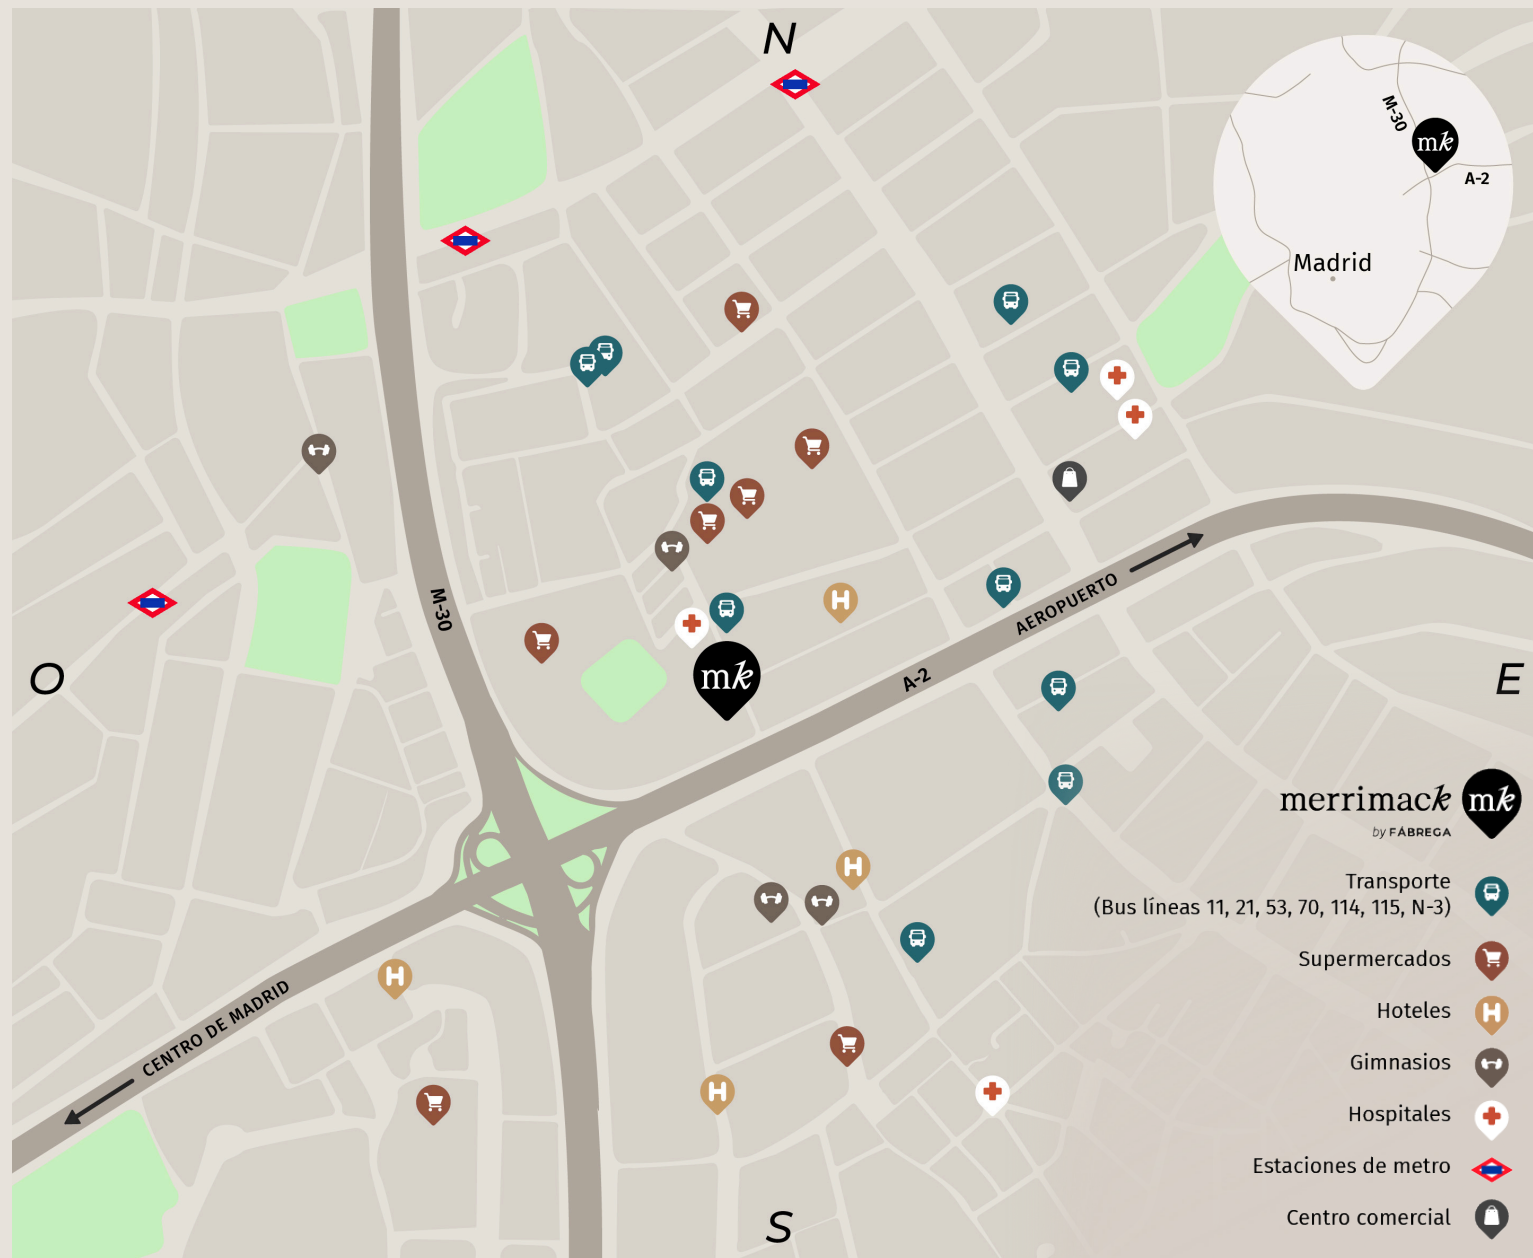 N
M-30
mk
A-2
Madrid
H
M-30
mk
AEROPUERTO
A-2
O
E
merrimack
mk
by FÁBREGA
H
Transporte
(Bus líneas 11, 21, 53, 70, 114, 115, N-3)
Supermercados
H
CENTRO DE MADRID
Hoteles
H
Gimnasios
H
Hospitales
Estaciones de metro
Centro comercial
S